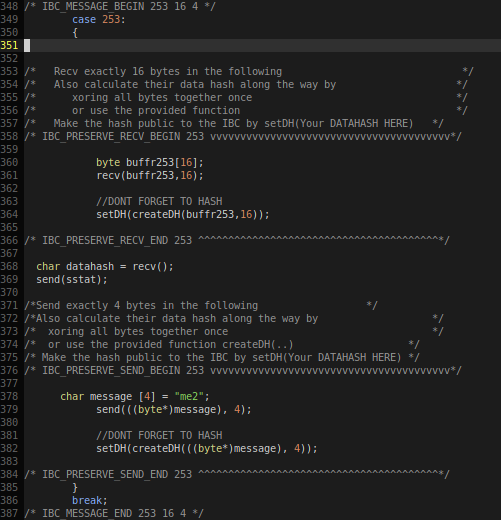 348 /* IBC_MESSAGE_BEGIN 253 16 4 */
349 case 253:
350 {
351
352
353 /* Recv exactly 16 bytes in the following */
354 /* Also calculate their data hash along the way by */
355 /* xoring all bytes together once */
356 /* or use the provided function */
357 /* Make the hash public to the IBC by setDH(Your DATAHASH HERE) */
358 /* IBC_PRESERVE_RECV_BEGIN 253 vvvvvvvvvvvvvvvvvvvvvvvvvvvvvvvvvvvvvvvv*/
359
360 byte buffr253[16];
361 recv(buffr253,16);
362
363 //DONT FORGET TO HASH
364 setDH(createDH(buffr253,16));
365
366 /* IBC_PRESERVE_RECV_END 253 ^^^^^^^^^^^^^^^^^^^^^^^^^^^^^^^^^^^^^^^^*/
367
368 char datahash = recv();
369 send(sstat);
370
371 /*Send exactly 4 bytes in the following */
372 /*Also calculate their data hash along the way by */
373 /* xoring all bytes together once */
374 /* or use the provided function createDH(..) */
375 /* Make the hash public to the IBC by setDH(Your DATAHASH HERE) */
376 /* IBC_PRESERVE_SEND_BEGIN 253 vvvvvvvvvvvvvvvvvvvvvvvvvvvvvvvvvvvvvvvv*/
377
378 char message [4] = "me2";
379 send(((byte*)message), 4);
380
381 //DONT FORGET TO HASH
382 setDH(createDH(((byte*)message), 4));
383
384 /* IBC_PRESERVE_SEND_END 253 ^^^^^^^^^^^^^^^^^^^^^^^^^^^^^^^^^^^^^^^^*/
385 }
386 break;
387 /* IBC_MESSAGE_END 253 16 4 */